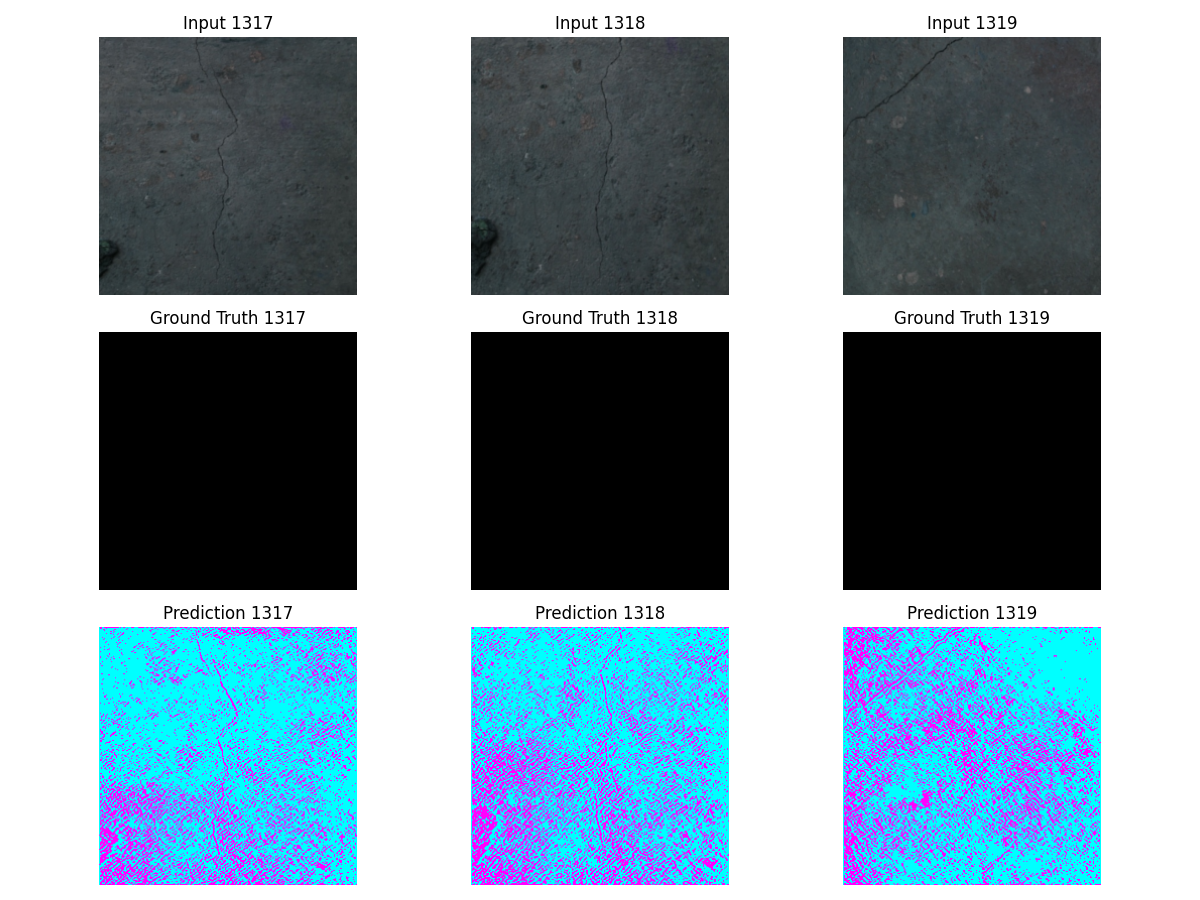 Input 1317
Input 1318
Input 1319
Ground Truth 1317
Ground Truth 1318
Ground Truth 1319
Prediction 1317
Prediction 1318
Prediction 1319